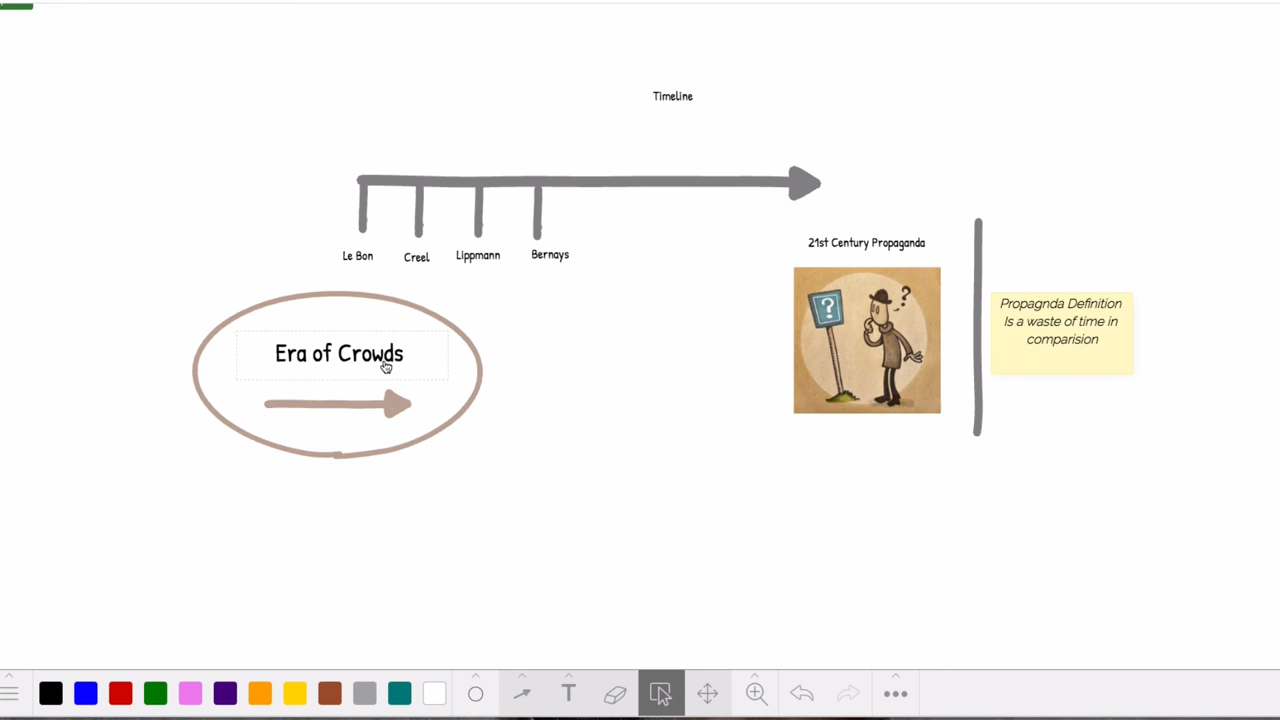 Timeline
Le Bon
Creel
Lippmann
Bernays
21st Century Propaganda
?
?
Propagnda Definition
Is a waste of time in
comparision
Era of Crowds
T